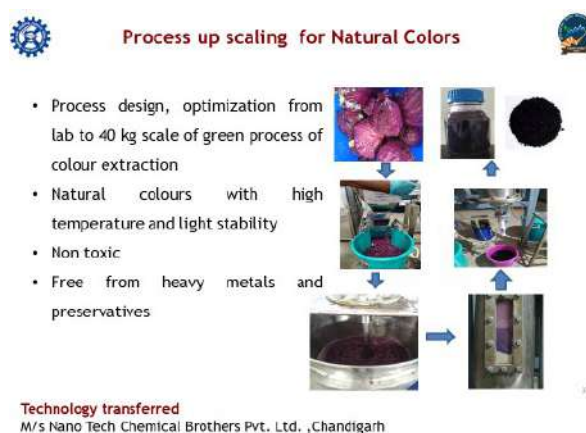 Process up scaling for Natural Colors
• Process design, optimization from
lab to 40 kg scale of green process of
colour extraction
• Natural colours with high
temperature and light stability
• Non toxic
• Free from heavy metals and
preservatives
Technology transferred
M/s Nano Tech Chemical Brothers Pvt. Ltd. ,Chandigarh